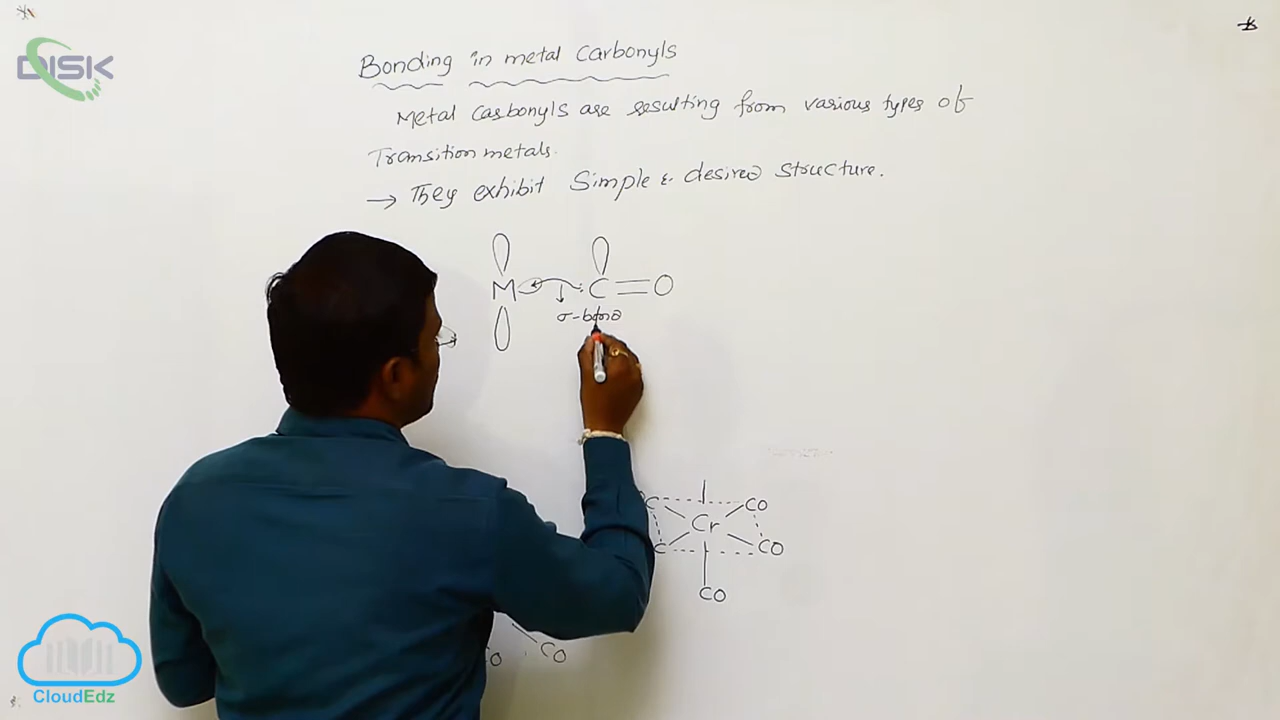 DISK
Bonding in metal carbonyls
Metal carbonyls are resulting from various types of
Transition metals.
→ They exhibit Simple & desired structure.
M C = O
σ-bond
C CO
Cr
C CO
CO
CO
O
CloudEdz